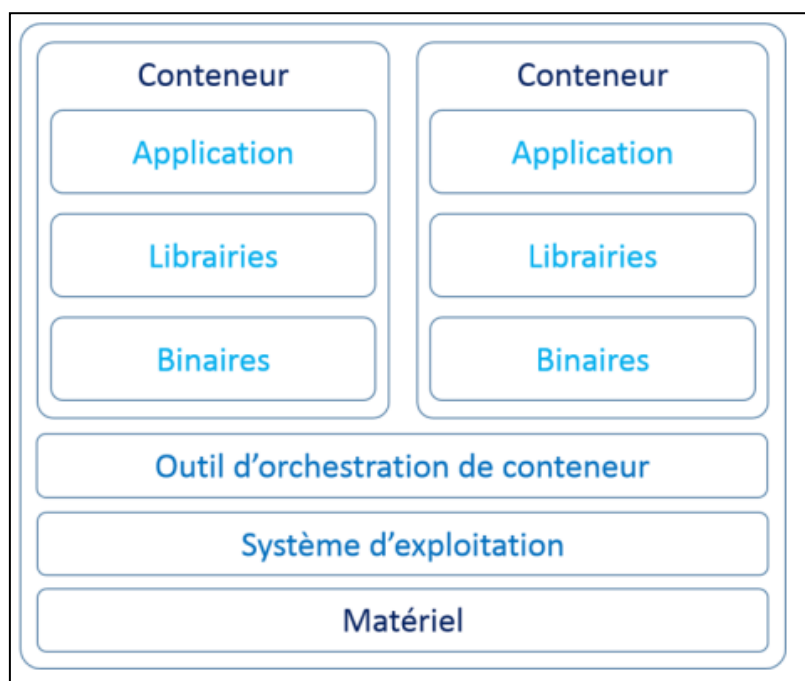 Conteneur
Application
Librairies
Binaires
Conteneur
Application
Librairies
Binaires
Outil d’orchestration de conteneur
Système d’exploitation
Matériel